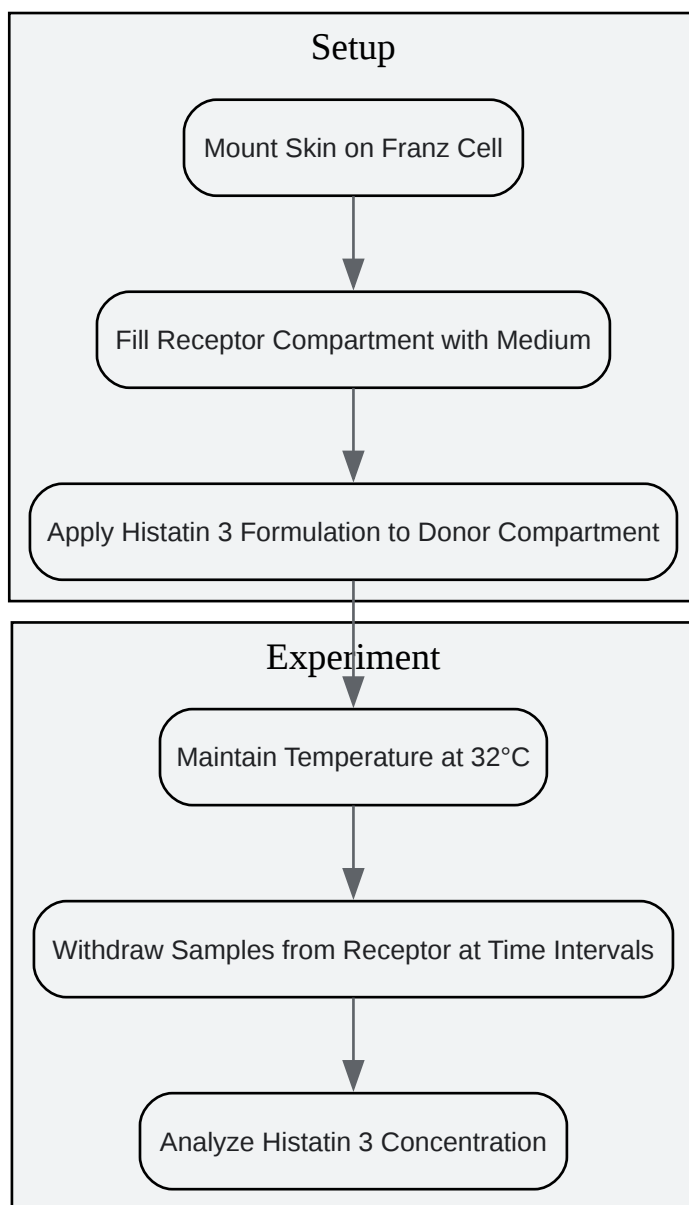 Setup
Mount Skin on Franz Cell
Fill Receptor Compartment with Medium
Apply Histatin 3 Formulation to Donor Compartment
Experiment
Maintain Temperature at 32°C
Withdraw Samples from Receptor at Time Intervals
Analyze Histatin 3 Concentration